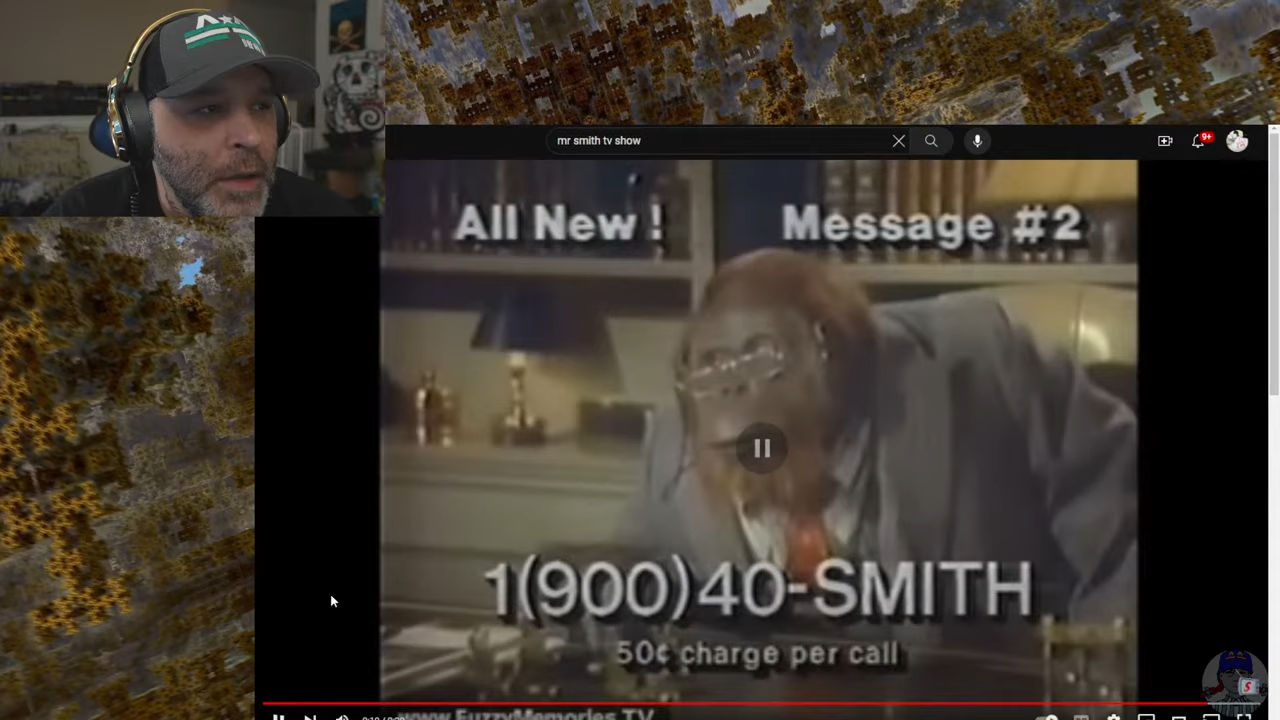 mr smith tv show
9+
All New !
Message #2
1(900)40-SMITH
50¢ charge per call
www.FuzzyMemories.TV